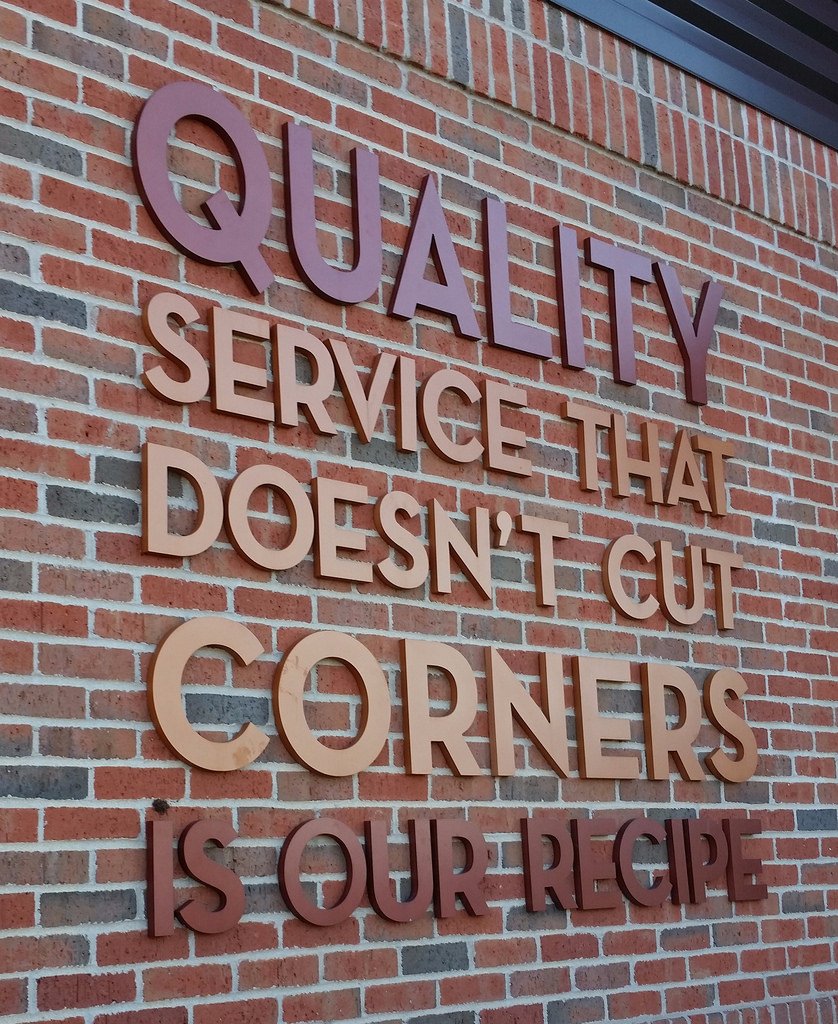 QUALITY
SERVICE THAT
DOESN'T CUT
CORNERS
IS OUR RECIPE